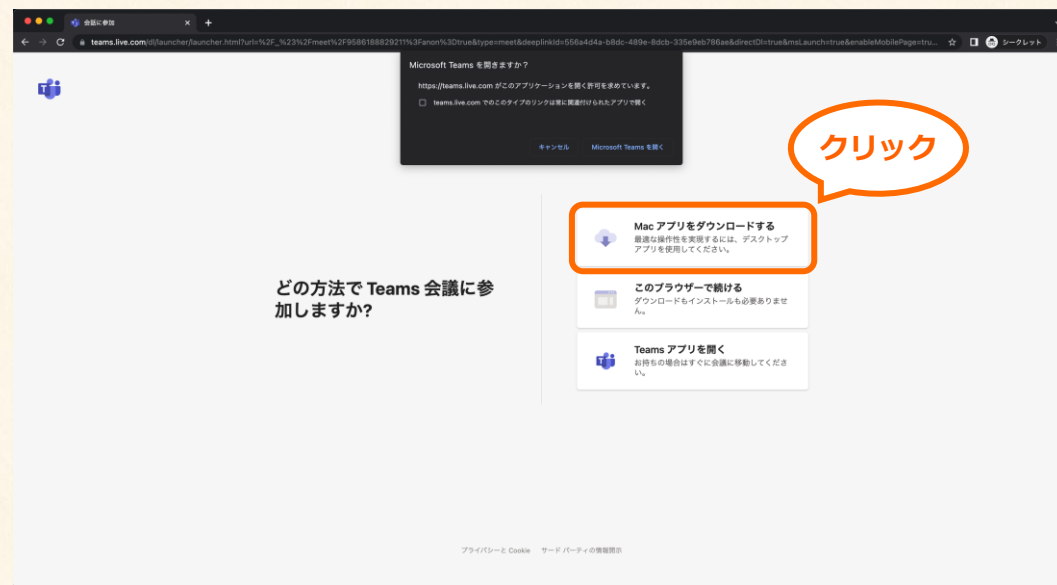 会議に参加
teams.live.com/dl/launcher/launcher.html?url=%2F_%23%2Fmeet%2F9586188829211%3Fanon%3Dtrue&type=meet&deeplinkId=556a4d4a-b8dc-489e-8dcb-335e9eb786ae&directDl=true&msLaunch=true&enableMobilePage=tru...
シークレット
Microsoft Teams を開きますか？
https://teams.live.com がこのアプリケーションを開く許可を求めています。
teams.live.com でのこのタイプのリンクは常に関連付けられたアプリで開く
キャンセル
Microsoft Teams を開く
クリック
Mac アプリをダウンロードする
最適な操作性を実現するには、デスクトップ
アプリを使用してください。
どの方法で Teams 会議に参
加しますか?
このブラウザーで続ける
ダウンロードもインストールも必要ありませ
ん。
Teams アプリを開く
お持ちの場合はすぐに会議に移動してくださ
い。
プライバシーと Cookie
サード パーティの情報開示